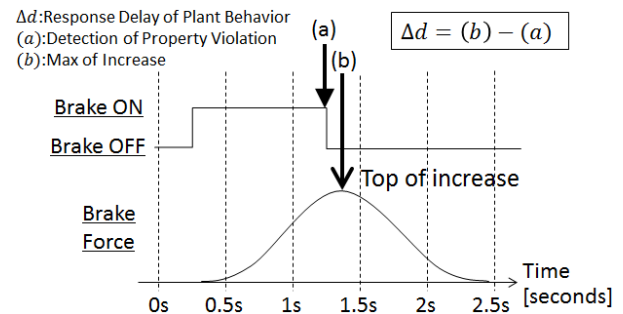 Δd:Response Delay of Plant Behavior
(a):Detection of Property Violation
(b):Max of Increase
(a)
Δd = (b) − (a)
(b)
Brake ON
Brake OFF
Top of increase
Brake
Force
Time
[seconds]
0s 0.5s 1s 1.5s 2s 2.5s